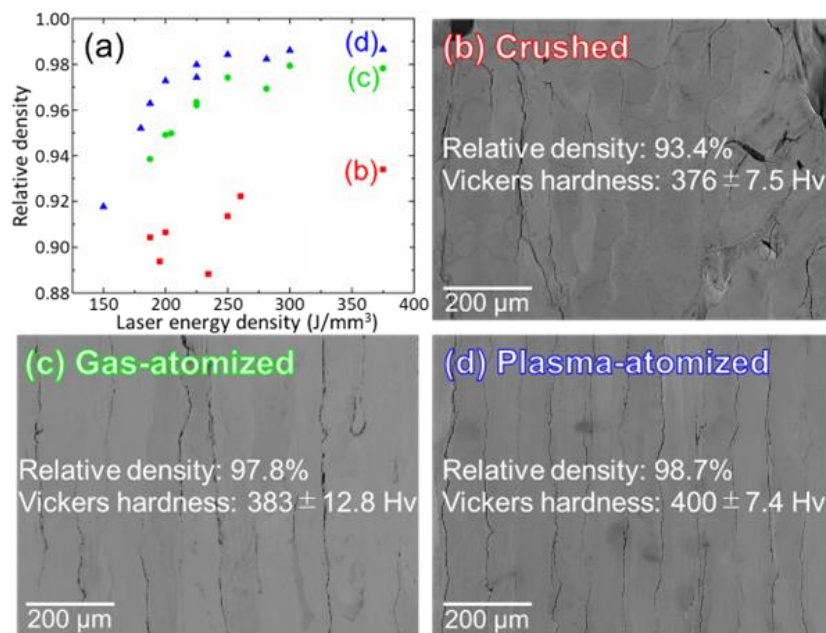 (a)
1.00
0.98
0.96
0.94
0.92
0.90
0.88
Relative density
(d)
(c)
(b)
150 200 250 300 350 400
Laser energy density (J/mm³)
(b) Crushed
Relative density: 93.4%
Vickers hardness: 376±7.5 Hv
200 µm
(c) Gas-atomized
Relative density: 97.8%
Vickers hardness: 383±12.8 Hv
200 µm
(d) Plasma-atomized
Relative density: 98.7%
Vickers hardness: 400±7.4 Hv
200 µm